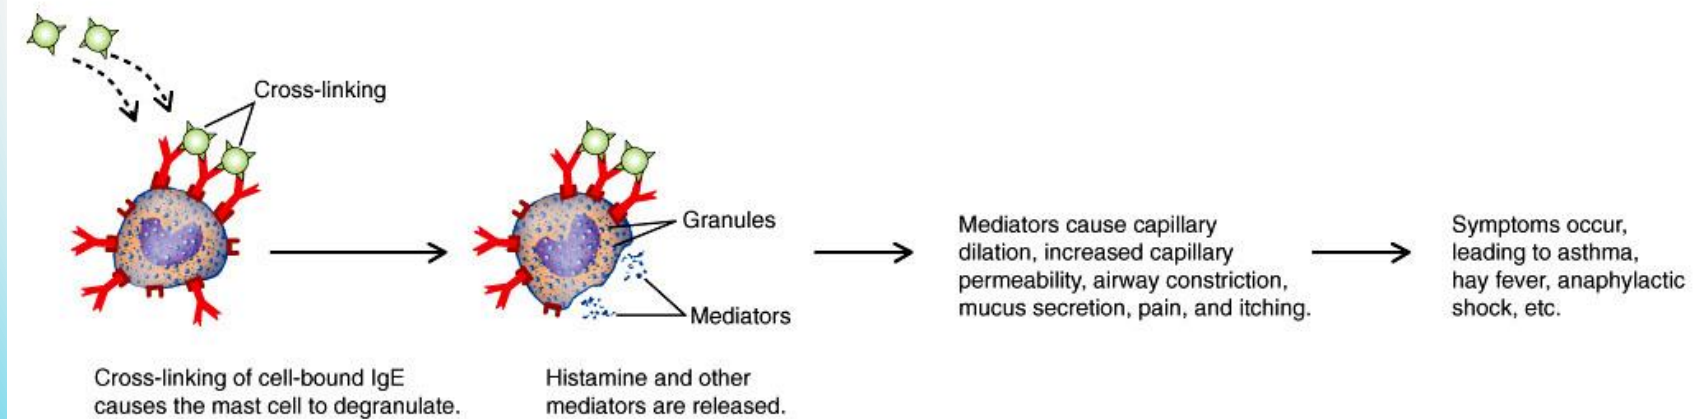 Cross-linking
Granules
Mediators
Cross-linking of cell-bound IgE
causes the mast cell to degranulate.
Histamine and other
mediators are released.
Mediators cause capillary
dilation, increased capillary
permeability, airway constriction,
mucus secretion, pain, and itching.
Symptoms occur,
leading to asthma,
hay fever, anaphylactic
shock, etc.